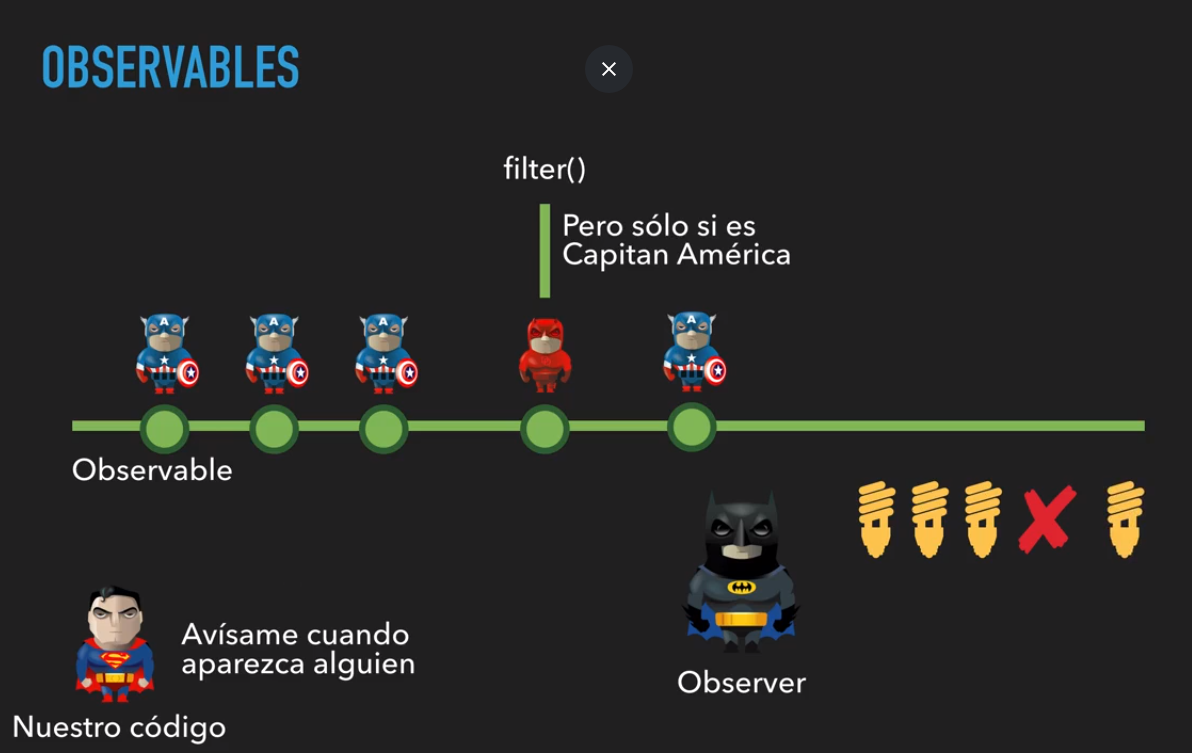 OBSERVABLES
filter()
Pero sólo si es
Capitan América
Observable
Avísame cuando
aparezca alguien
Nuestro código
Observer